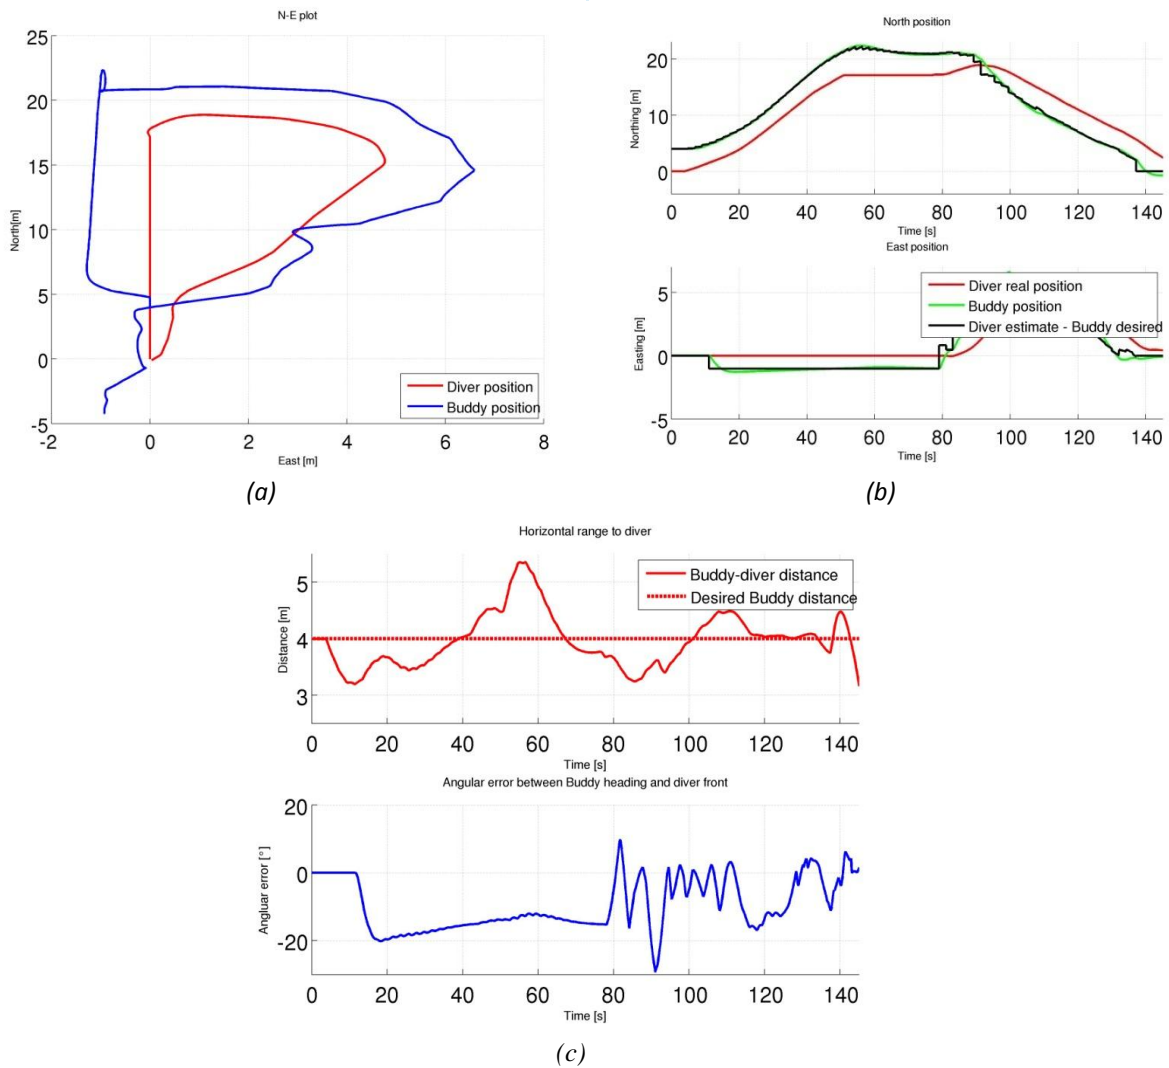 N-E plot
25
20
15
10
5
0
-5
-2 0 2 4 6 8
North[m]
East [m]
Diver position
Buddy position
(a)
North position
20
10
0
0 20 40 60 80 100 120 140
Northing [m]
Time [s]
East position
5
0
-5
0 20 40 60 80 100 120 140
Easting [m]
Time [s]
Diver real position
Buddy position
Diver estimate - Buddy desired
(b)
Horizontal range to diver
5
4
3
0 20 40 60 80 100 120 140
Distance [m]
Time [s]
Buddy-diver distance
Desired Buddy distance
Angular error between Buddy heading and diver front
20
0
-20
0 20 40 60 80 100 120 140
Angluar error [°]
Time [s]
(c)